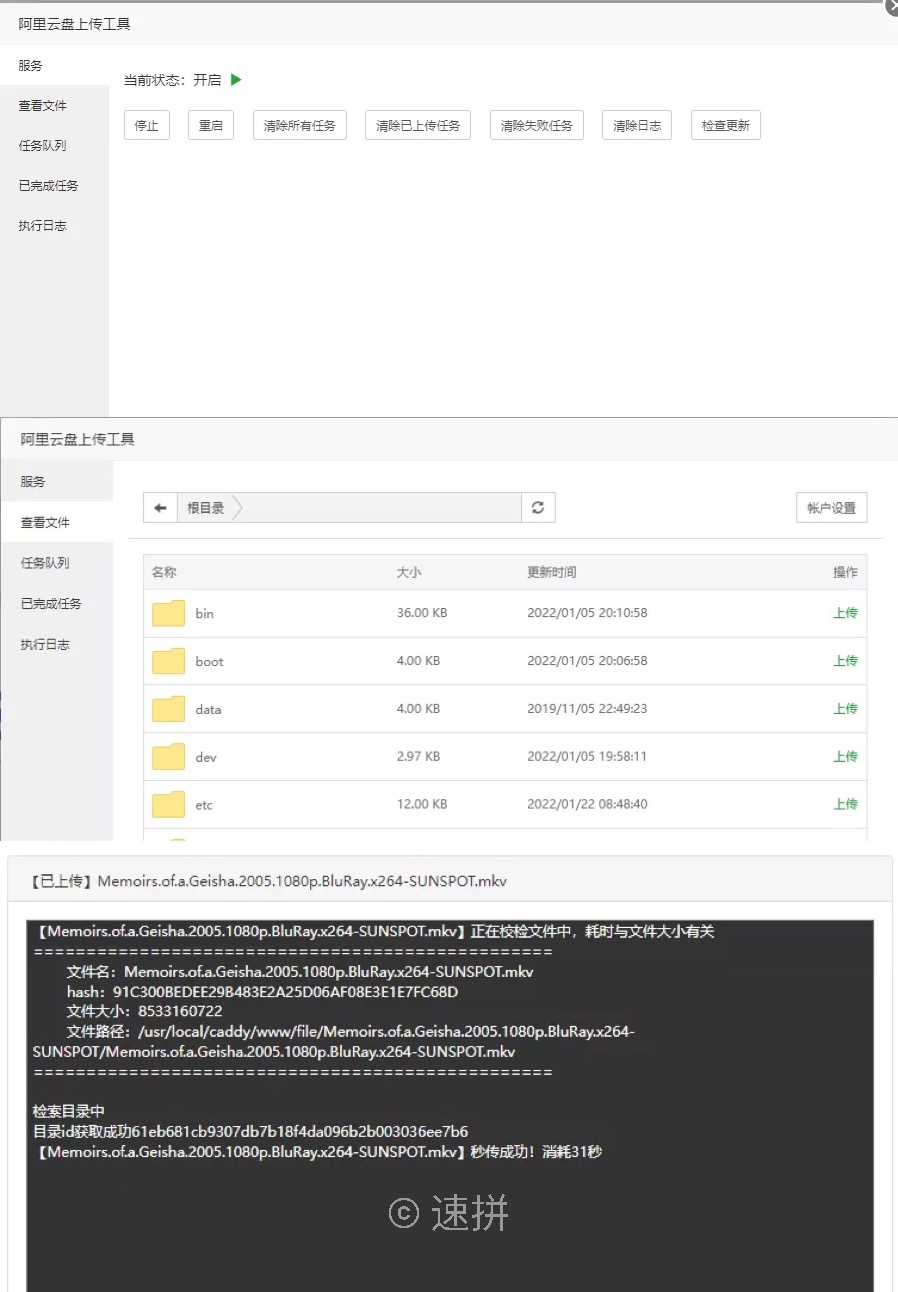 阿里云盘上传工具
服务
当前状态：开启
查看文件
停止 重启 清除所有任务 清除已上传任务 清除失败任务 清除日志 检查更新
任务队列
已完成任务
执行日志
阿里云盘上传工具
服务
根目录 帐户设置
查看文件
任务队列
已完成任务
执行日志
名称 大小 更新时间 操作
bin 36.00 KB 2022/01/05 20:10:58 上传
boot 4.00 KB 2022/01/05 20:06:58 上传
data 4.00 KB 2019/11/05 22:49:23 上传
dev 2.97 KB 2022/01/05 19:58:11 上传
etc 12.00 KB 2022/01/22 08:48:40 上传
【已上传】Memoirs.of.a.Geisha.2005.1080p.BluRay.x264-SUNSPOT.mkv
【Memoirs.of.a.Geisha.2005.1080p.BluRay.x264-SUNSPOT.mkv】正在校检文件中，耗时与文件大小有关
==================================================
文件名：Memoirs.of.a.Geisha.2005.1080p.BluRay.x264-SUNSPOT.mkv
hash：91C300BEDEE29B483E2A25D06AF08E3E1E7FC68D
文件大小：8533160722
文件路径：/usr/local/caddy/www/file/Memoirs.of.a.Geisha.2005.1080p.BluRay.x264-
SUNSPOT/Memoirs.of.a.Geisha.2005.1080p.BluRay.x264-SUNSPOT.mkv
==================================================
检索目录中
目录id获取成功61eb681cb9307db7b18f4da096b2b003036ee7b6
【Memoirs.of.a.Geisha.2005.1080p.BluRay.x264-SUNSPOT.mkv】秒传成功！消耗31秒
© 速拼